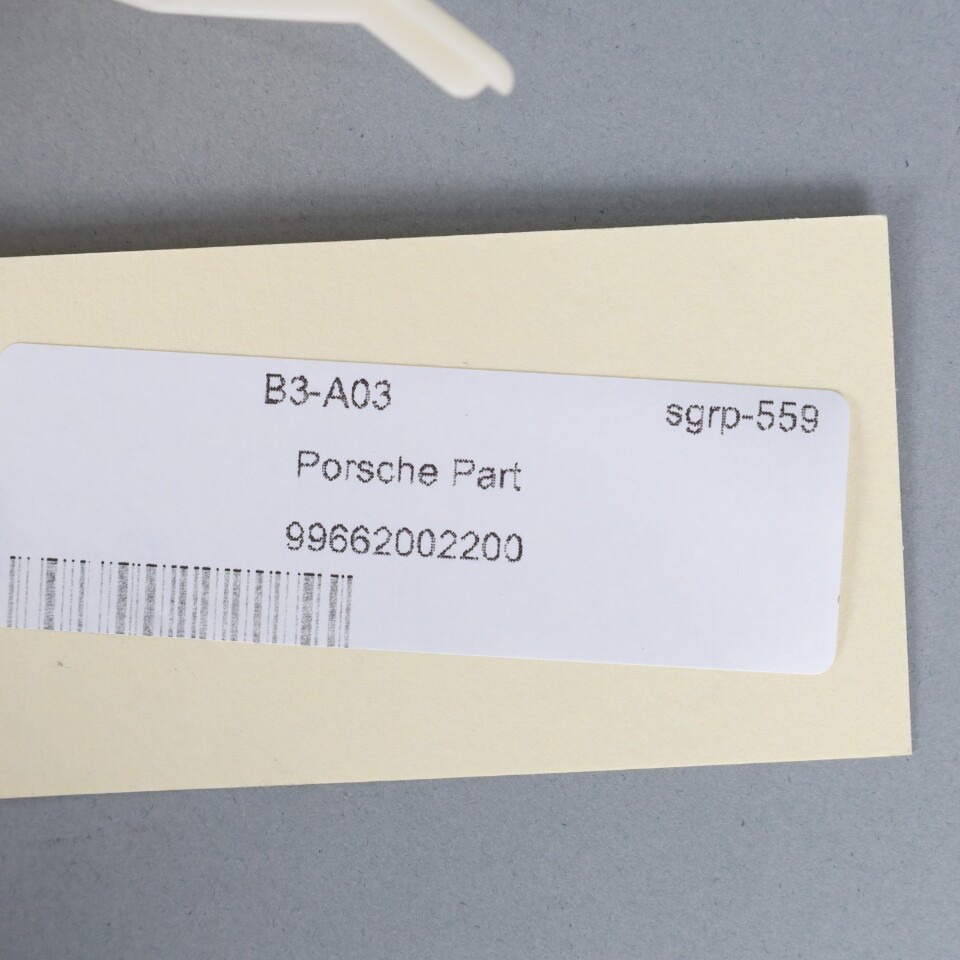 B3-A03
sgrp-559
Porsche Part
99662002200